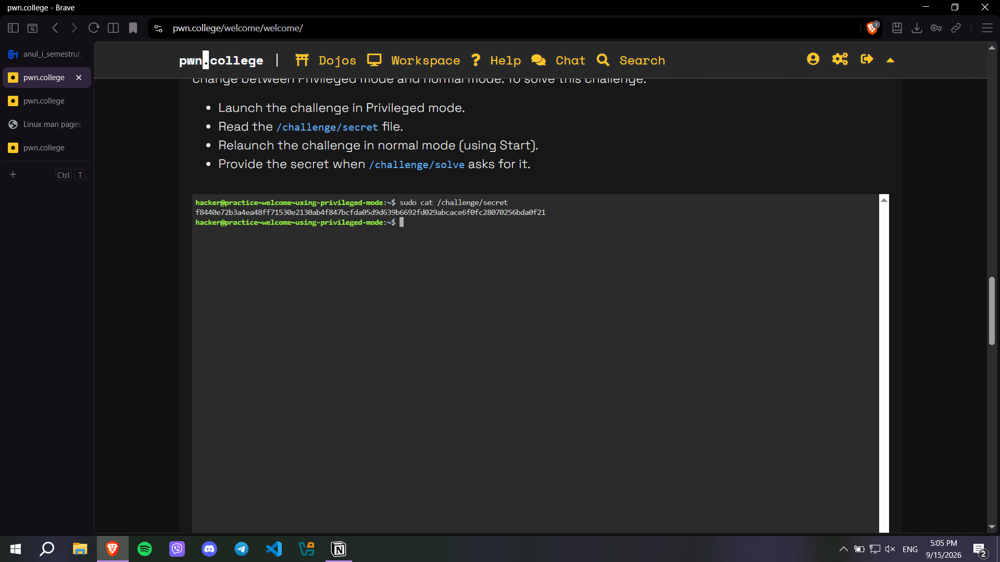 pwn.college - Brave
pwn.college/welcome/welcome/
1
anul_i_semestrul_
pwn.college
pwn.college
Linux man pages
pwn.college
Ctrl T
pwn.college | Dojos Workspace Help Chat Search
change between Privileged mode and normal mode. To solve this challenge:
• Launch the challenge in Privileged mode.
• Read the /challenge/secret file.
• Relaunch the challenge in normal mode (using Start).
• Provide the secret when /challenge/solve asks for it.
hacker@practice~welcome~using-privileged-mode:~$ sudo cat /challenge/secret
f8440e72b3a4ea48ff71530e2130ab4f847bcfda05d9d639b6692fd029abcace6f0fc28070256bda0f21
hacker@practice~welcome~using-privileged-mode:~$
ENG
5:05 PM
9/15/2026
2